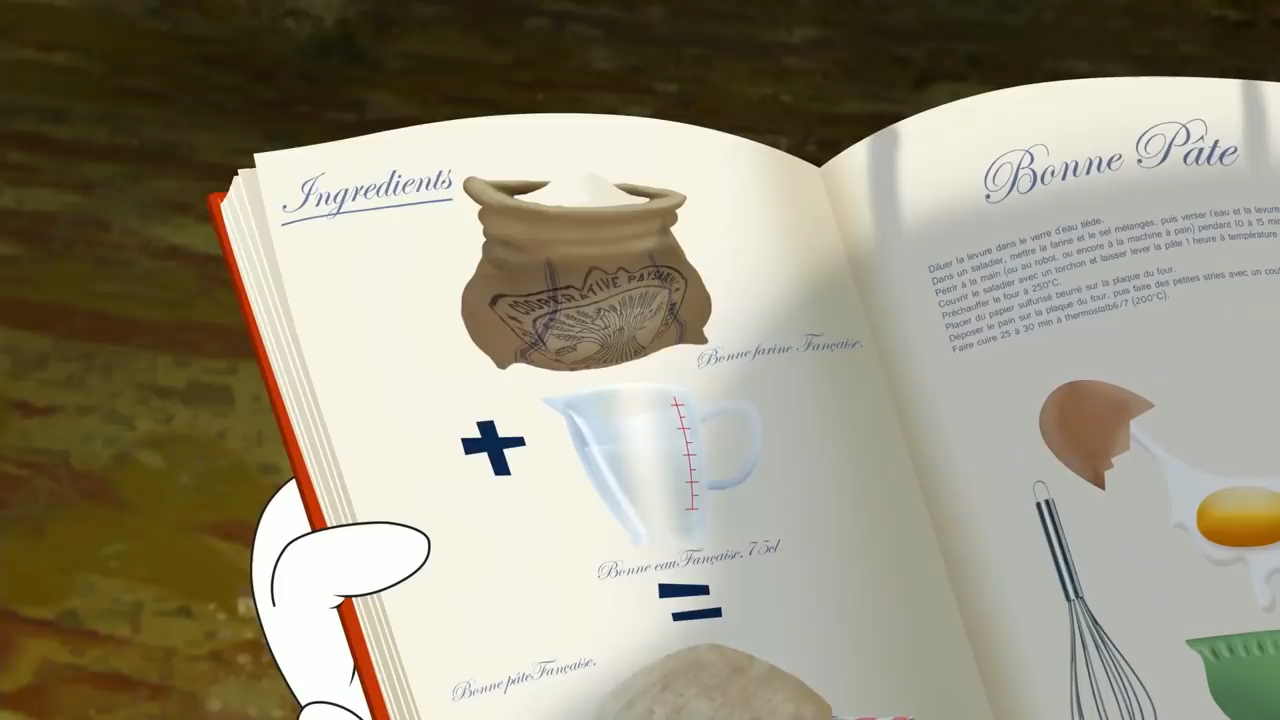 Ingredients
COOPERATIVE PAYSANNE
Bonne farine Fançaise.
Bonne eau Fançaise. 75cl
Bonne pâte Fançaise.
Bonne Pâte
Diluer la levure dans le verre d'eau tiède.
Dans un saladier, mettre la farine et le sel mélangés, puis verser l'eau et la levure
Pétrir à la main (ou au robot, ou encore à la machine à pain) pendant 10 à 15 min
Couvrir le saladier avec un torchon et laisser lever la pâte 1 heure à température
Préchauffer le four à 250°C.
Placer du papier sulfurisé beurré sur la plaque du four.
Déposer le pain sur la plaque du four, puis faire des petites stries avec un cou
Faire cuire 25 à 30 min à thermostatb6/7 (200°C).